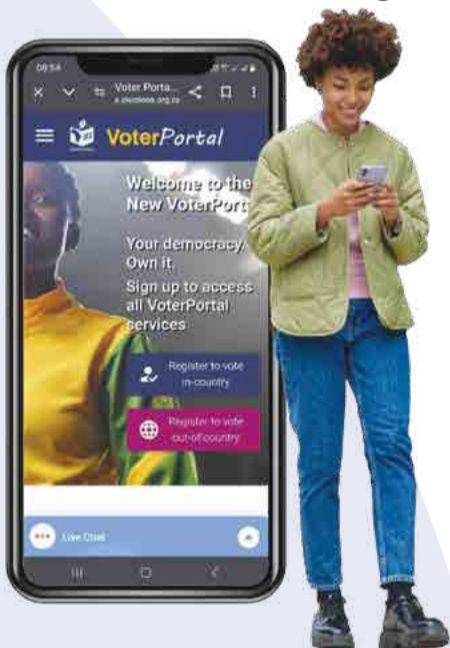 08:54
Voter Porta...
VoterPortal
Welcome to the
New VoterPort
Your democracy.
Own it.
Sign up to access
all VoterPortal
services
Register to vote
in-country
Register to vote
out-of-country
Live Chat